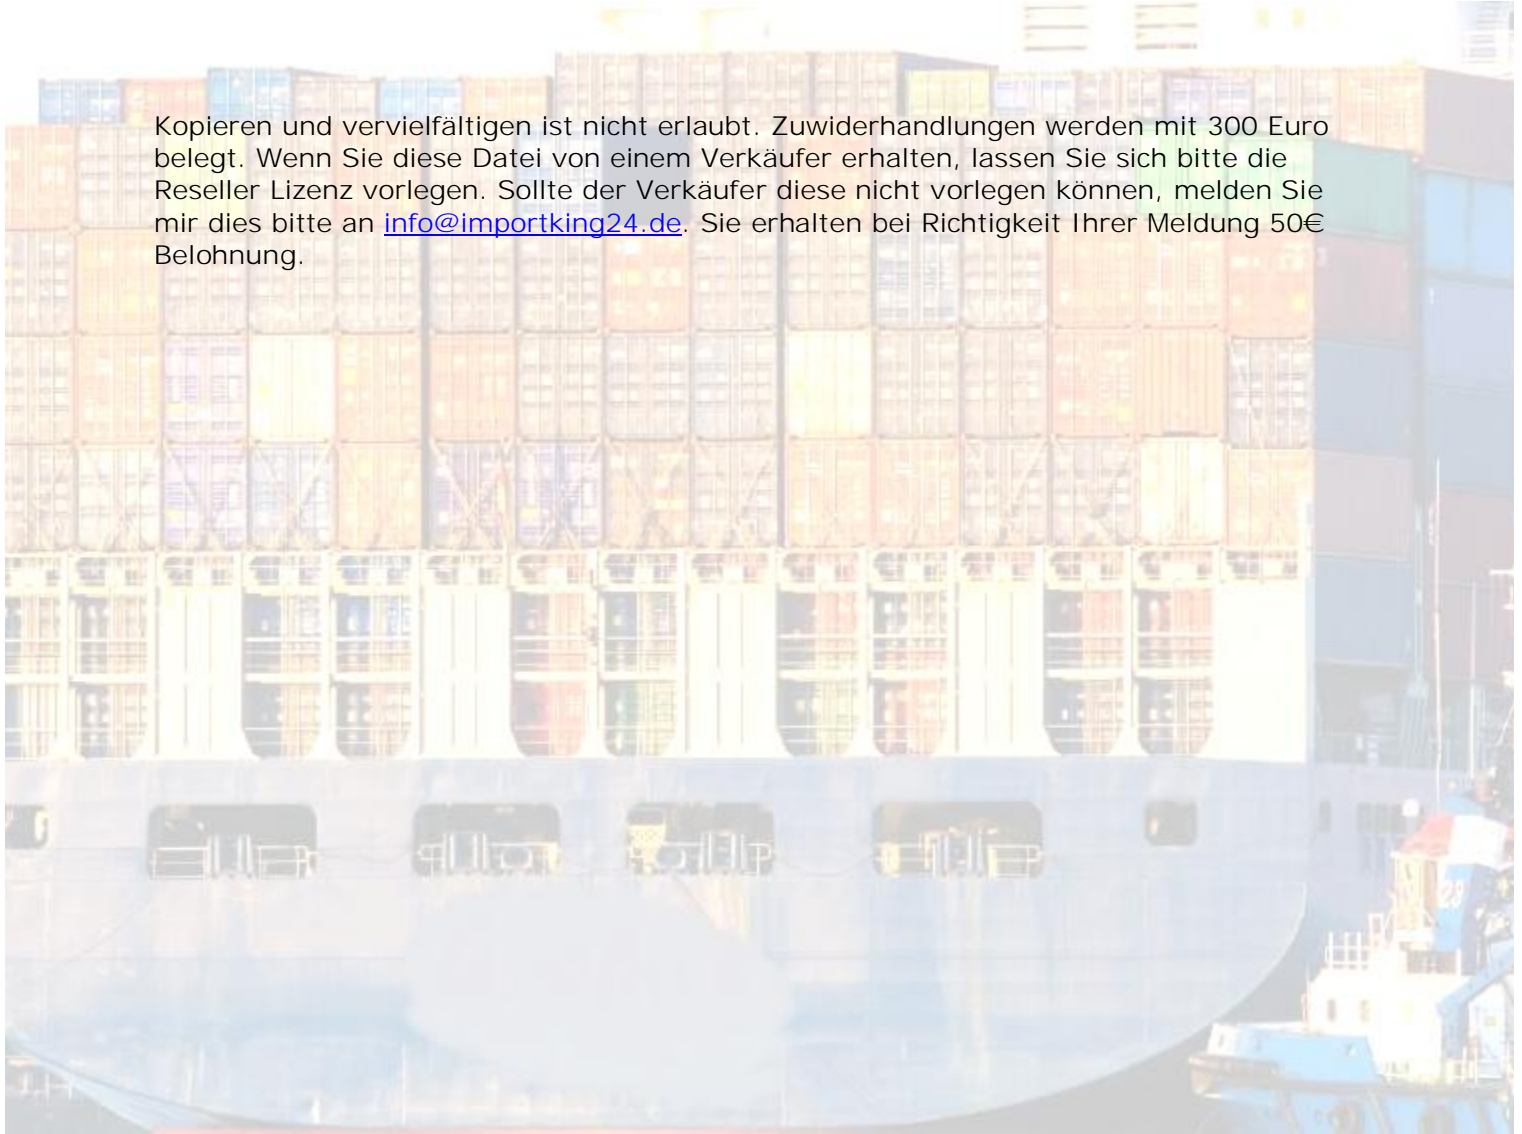 Kopieren und vervielfältigen ist nicht erlaubt. Zuwiderhandlungen werden mit 300 Euro
belegt. Wenn Sie diese Datei von einem Verkäufer erhalten, lassen Sie sich bitte die
Reseller Lizenz vorlegen. Sollte der Verkäufer diese nicht vorlegen können, melden Sie
mir dies bitte an info@importking24.de. Sie erhalten bei Richtigkeit Ihrer Meldung 50€
Belohnung.